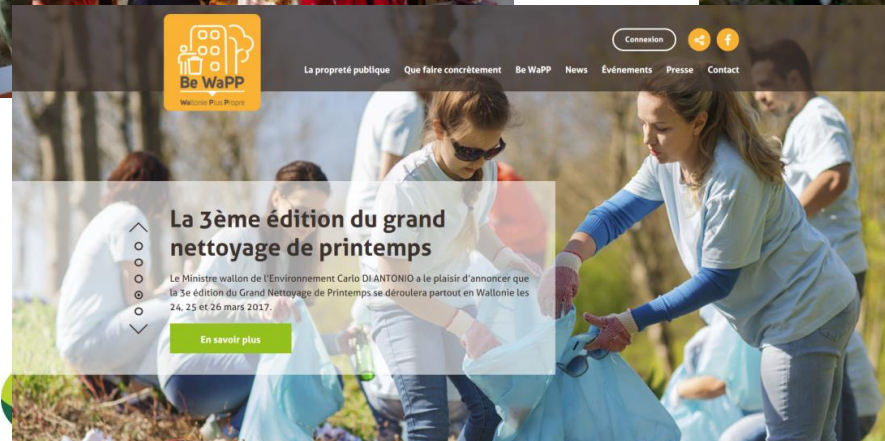 Connexion
Be WaPP
Wallonie Plus Propre
La propreté publique Que faire concrètement Be WaPP News Événements Presse Contact
La 3ème édition du grand
nettoyage de printemps
Le Ministre wallon de l'Environnement Carlo DI ANTONIO a le plaisir d'annoncer que
la 3e édition du Grand Nettoyage de Printemps se déroulera partout en Wallonie les
24, 25 et 26 mars 2017.
En savoir plus